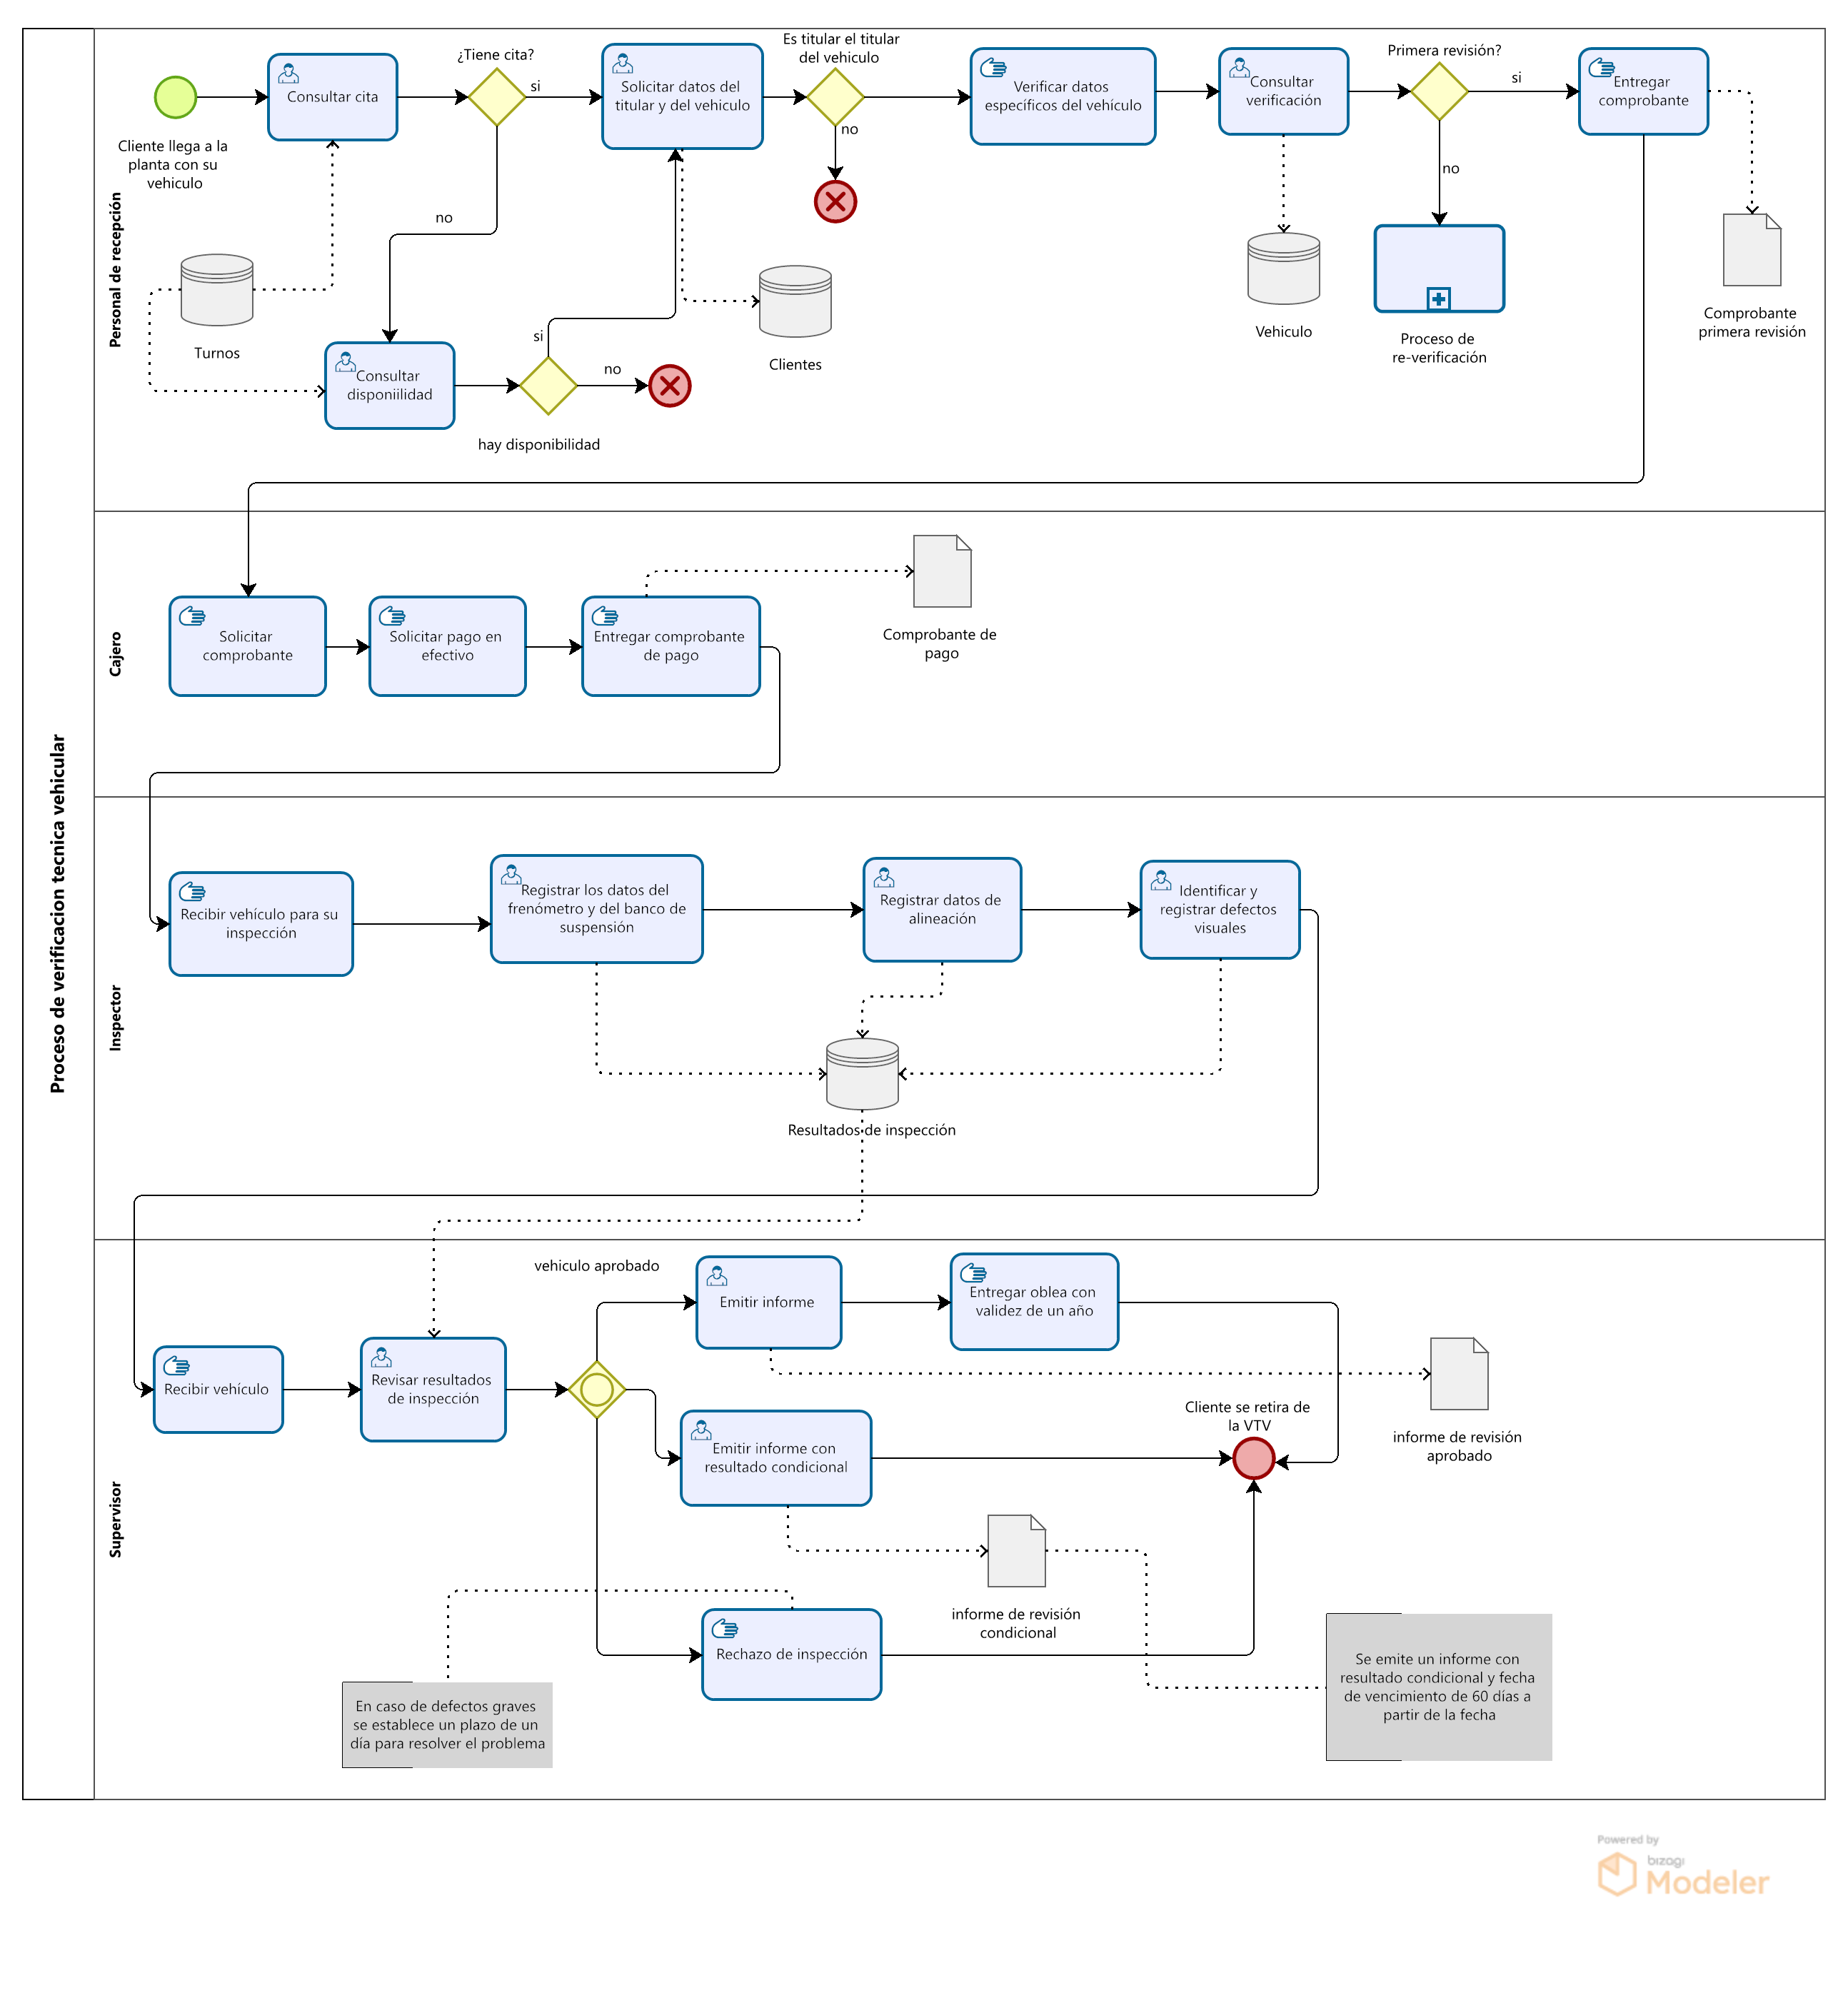 Proceso de verificacion tecnica vehicular
Personal de recepción
Cliente llega a la
planta con su
vehiculo
Consultar cita
¿Tiene cita?
si
no
Solicitar datos del
titular y del vehiculo
Es titular el titular
del vehiculo
no
Verificar datos
específicos del vehículo
Consultar
verificación
Primera revisión?
si
no
Entregar
comprobante
Turnos
Consultar
disponiilidad
si
no
hay disponibilidad
Clientes
Vehiculo
Proceso de
re-verificación
Comprobante
primera revisión
Cajero
Solicitar
comprobante
Solicitar pago en
efectivo
Entregar comprobante
de pago
Comprobante de
pago
Inspector
Recibir vehículo para su
inspección
Registrar los datos del
frenómetro y del banco de
suspensión
Registrar datos de
alineación
Identificar y
registrar defectos
visuales
Resultados de inspección
Supervisor
Recibir vehículo
Revisar resultados
de inspección
vehiculo aprobado
Emitir informe
Entregar oblea con
validez de un año
Emitir informe con
resultado condicional
Cliente se retira de
la VTV
informe de revisión
aprobado
informe de revisión
condicional
Rechazo de inspección
En caso de defectos graves
se establece un plazo de un
día para resolver el problema
Se emite un informe con
resultado condicional y fecha
de vencimiento de 60 días a
partir de la fecha
Powered by
bizagi
Modeler